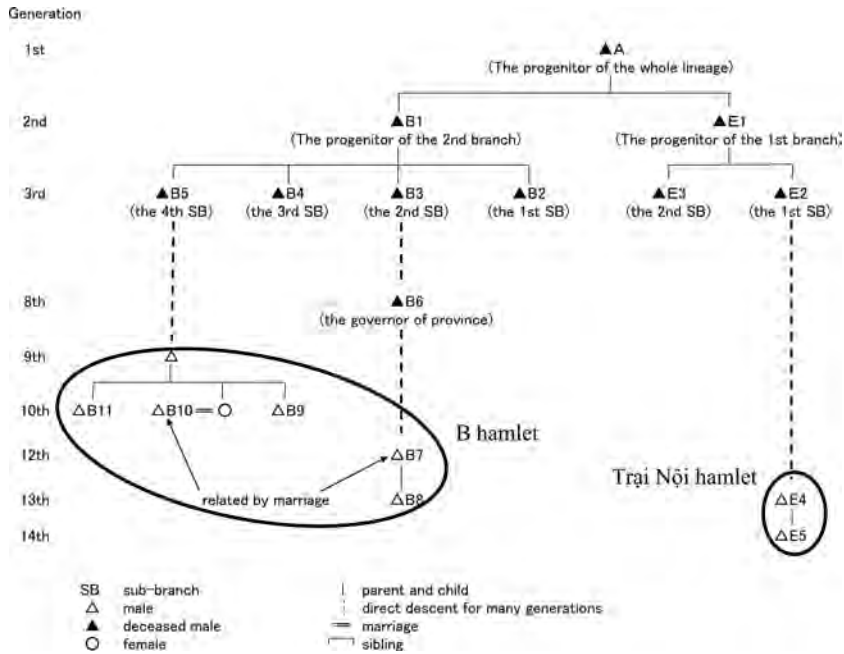 Generation
1st ▲A
(The progenitor of the whole lineage)
2nd ▲B1 ▲E1
(The progenitor of the 2nd branch) (The progenitor of the 1st branch)
3rd ▲B5 ▲B4 ▲B3 ▲B2 ▲E3 ▲E2
(the 4th SB) (the 3rd SB) (the 2nd SB) (the 1st SB) (the 2nd SB) (the 1st SB)
8th ▲B6
(the governor of province)
9th △
10th △B11 △B10 ═ ○ △B9
B hamlet
12th △B7
Trại Nội hamlet
related by marriage
13th △B8 △E4
14th △E5
SB sub-branch | parent and child
△ male ¦ direct descent for many generations
▲ deceased male ═ marriage
○ female ┌┐ sibling